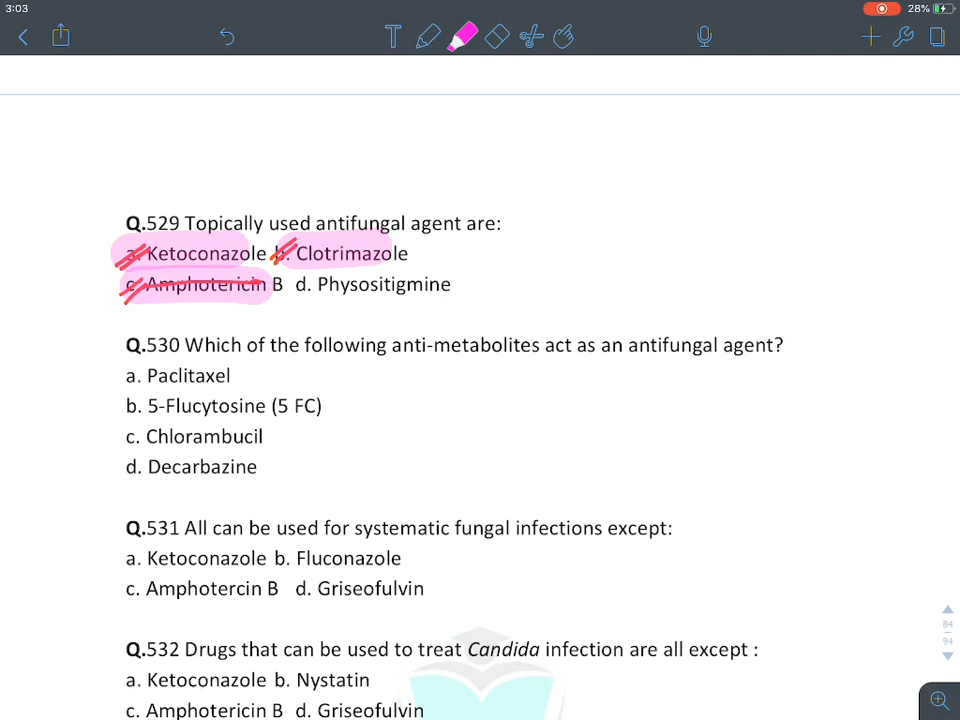 3:03
28%
Q.529 Topically used antifungal agent are:
a. Ketoconazole b. Clotrimazole
c. Amphotericin B d. Physositigmine
Q.530 Which of the following anti-metabolites act as an antifungal agent?
a. Paclitaxel
b. 5-Flucytosine (5 FC)
c. Chlorambucil
d. Decarbazine
Q.531 All can be used for systematic fungal infections except:
a. Ketoconazole b. Fluconazole
c. Amphotercin B d. Griseofulvin
84
94
Q.532 Drugs that can be used to treat Candida infection are all except :
a. Ketoconazole b. Nystatin
c. Amphotericin B d. Griseofulvin